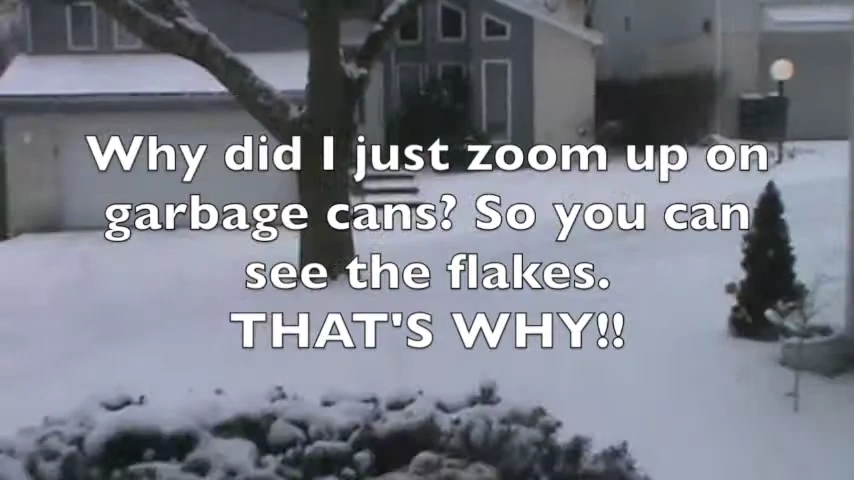 Why did I just zoom up on
garbage cans? So you can
see the flakes.
THAT'S WHY!!